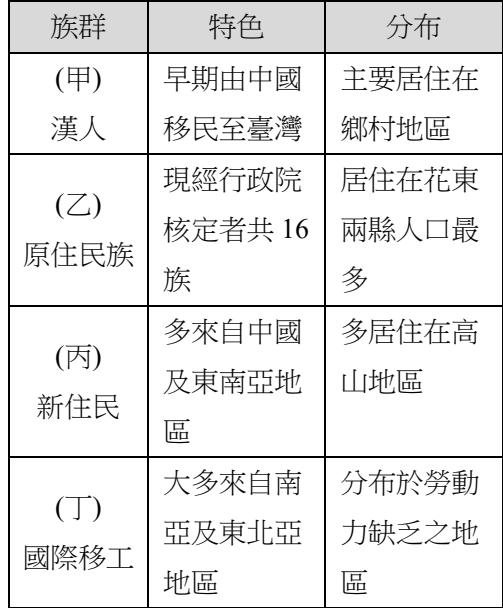 族群 特色 分布
(甲) 早期由中國 主要居住在
漢人 移民至臺灣 鄉村地區
現經行政院 居住在花東
(乙) 核定者共 16 兩縣人口最
原住民族 族 多
多來自中國 多居住在高
(丙) 及東南亞地 山地區
新住民 區
大多來自南 分布於勞動
(丁) 亞及東北亞 力缺乏之地
國際移工 地區 區